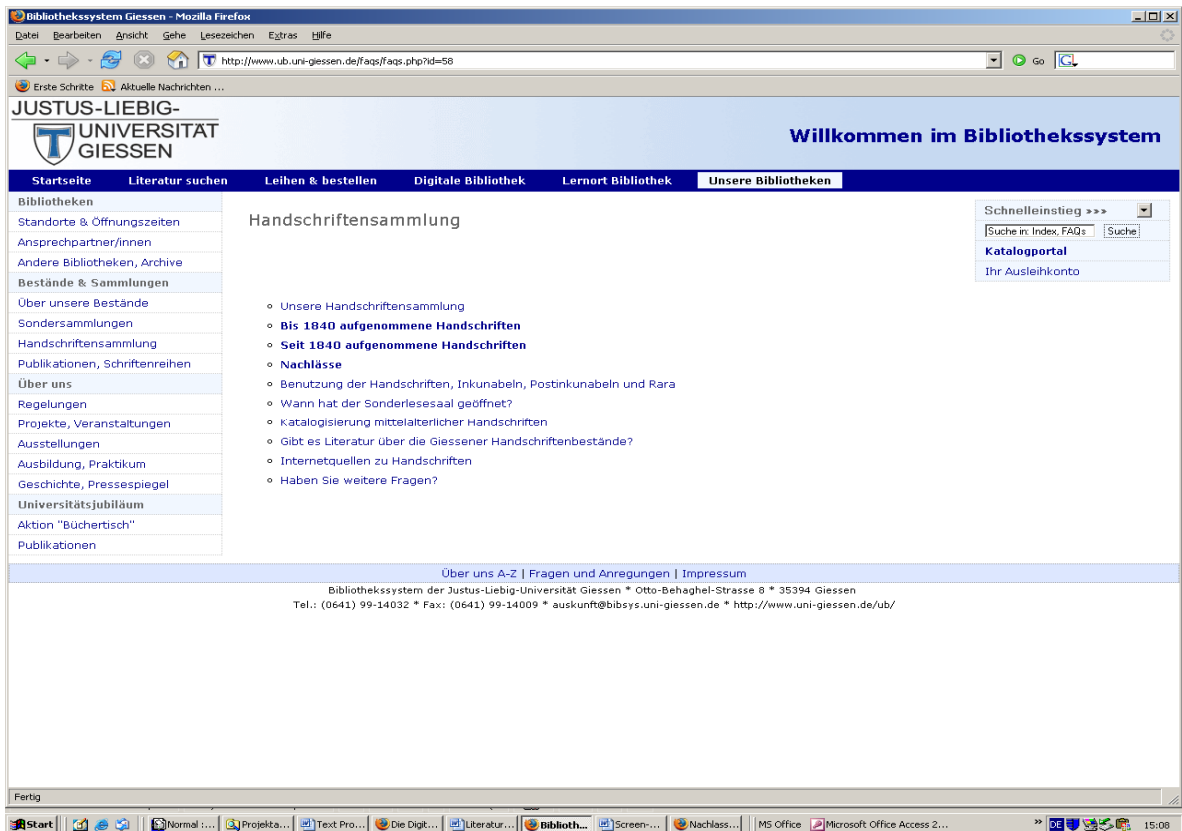 Bibliothekssystem Giessen - Mozilla Firefox
Datei Bearbeiten Ansicht Gehe Lesezeichen Extras Hilfe
http://www.ub.uni-giessen.de/faqs/faqs.php?id=58
Go
Erste Schritte Aktuelle Nachrichten ...
JUSTUS-LIEBIG-
UNIVERSITÄT
GIESSEN
Willkommen im Bibliothekssystem
Startseite Literatur suchen Leihen & bestellen Digitale Bibliothek Lernort Bibliothek Unsere Bibliotheken
Bibliotheken
Standorte & Öffnungszeiten
Ansprechpartner/innen
Andere Bibliotheken, Archive
Bestände & Sammlungen
Über unsere Bestände
Sondersammlungen
Handschriftensammlung
Publikationen, Schriftenreihen
Über uns
Regelungen
Projekte, Veranstaltungen
Ausstellungen
Ausbildung, Praktikum
Geschichte, Pressespiegel
Universitätsjubiläum
Aktion "Büchertisch"
Publikationen
Handschriftensammlung
Unsere Handschriftensammlung
Bis 1840 aufgenommene Handschriften
Seit 1840 aufgenommene Handschriften
Nachlässe
Benutzung der Handschriften, Inkunabeln, Postinkunabeln und Rara
Wann hat der Sonderlesesaal geöffnet?
Katalogisierung mittelalterlicher Handschriften
Gibt es Literatur über die Giessener Handschriftenbestände?
Internetquellen zu Handschriften
Haben Sie weitere Fragen?
Schnelleinstieg >>>
Suche in: Index, FAQs Suche
Katalogportal
Ihr Ausleihkonto
Über uns A-Z | Fragen und Anregungen | Impressum
Bibliothekssystem der Justus-Liebig-Universität Giessen * Otto-Behaghel-Strasse 8 * 35394 Giessen
Tel.: (0641) 99-14032 * Fax: (0641) 99-14009 * auskunft@bibsys.uni-giessen.de * http://www.uni-giessen.de/ub/
Fertig
Start Normal :... Projekta... Text Pro... Die Digit... Literatur... Biblioth... Screen-... Nachlass... MS Office Microsoft Office Access 2... » DE 15:08